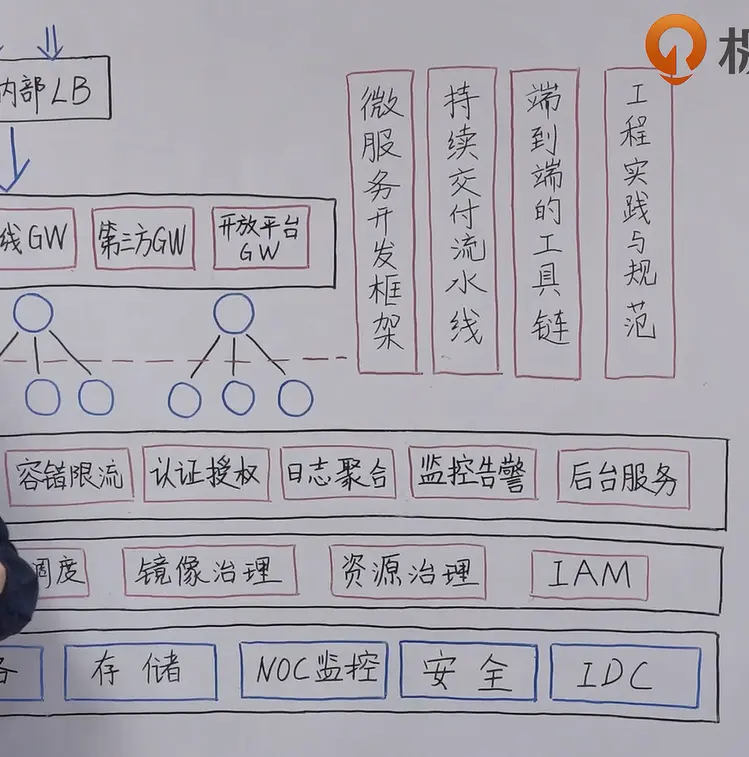 内部LB
线GW
第三方GW
开放平台
GW
微服务开发框架
持续交付流水线
端到端的工具链
工程实践与规范
容错限流
认证授权
日志聚合
监控告警
后台服务
调度
镜像治理
资源治理
IAM
存储
NOC监控
安全
IDC